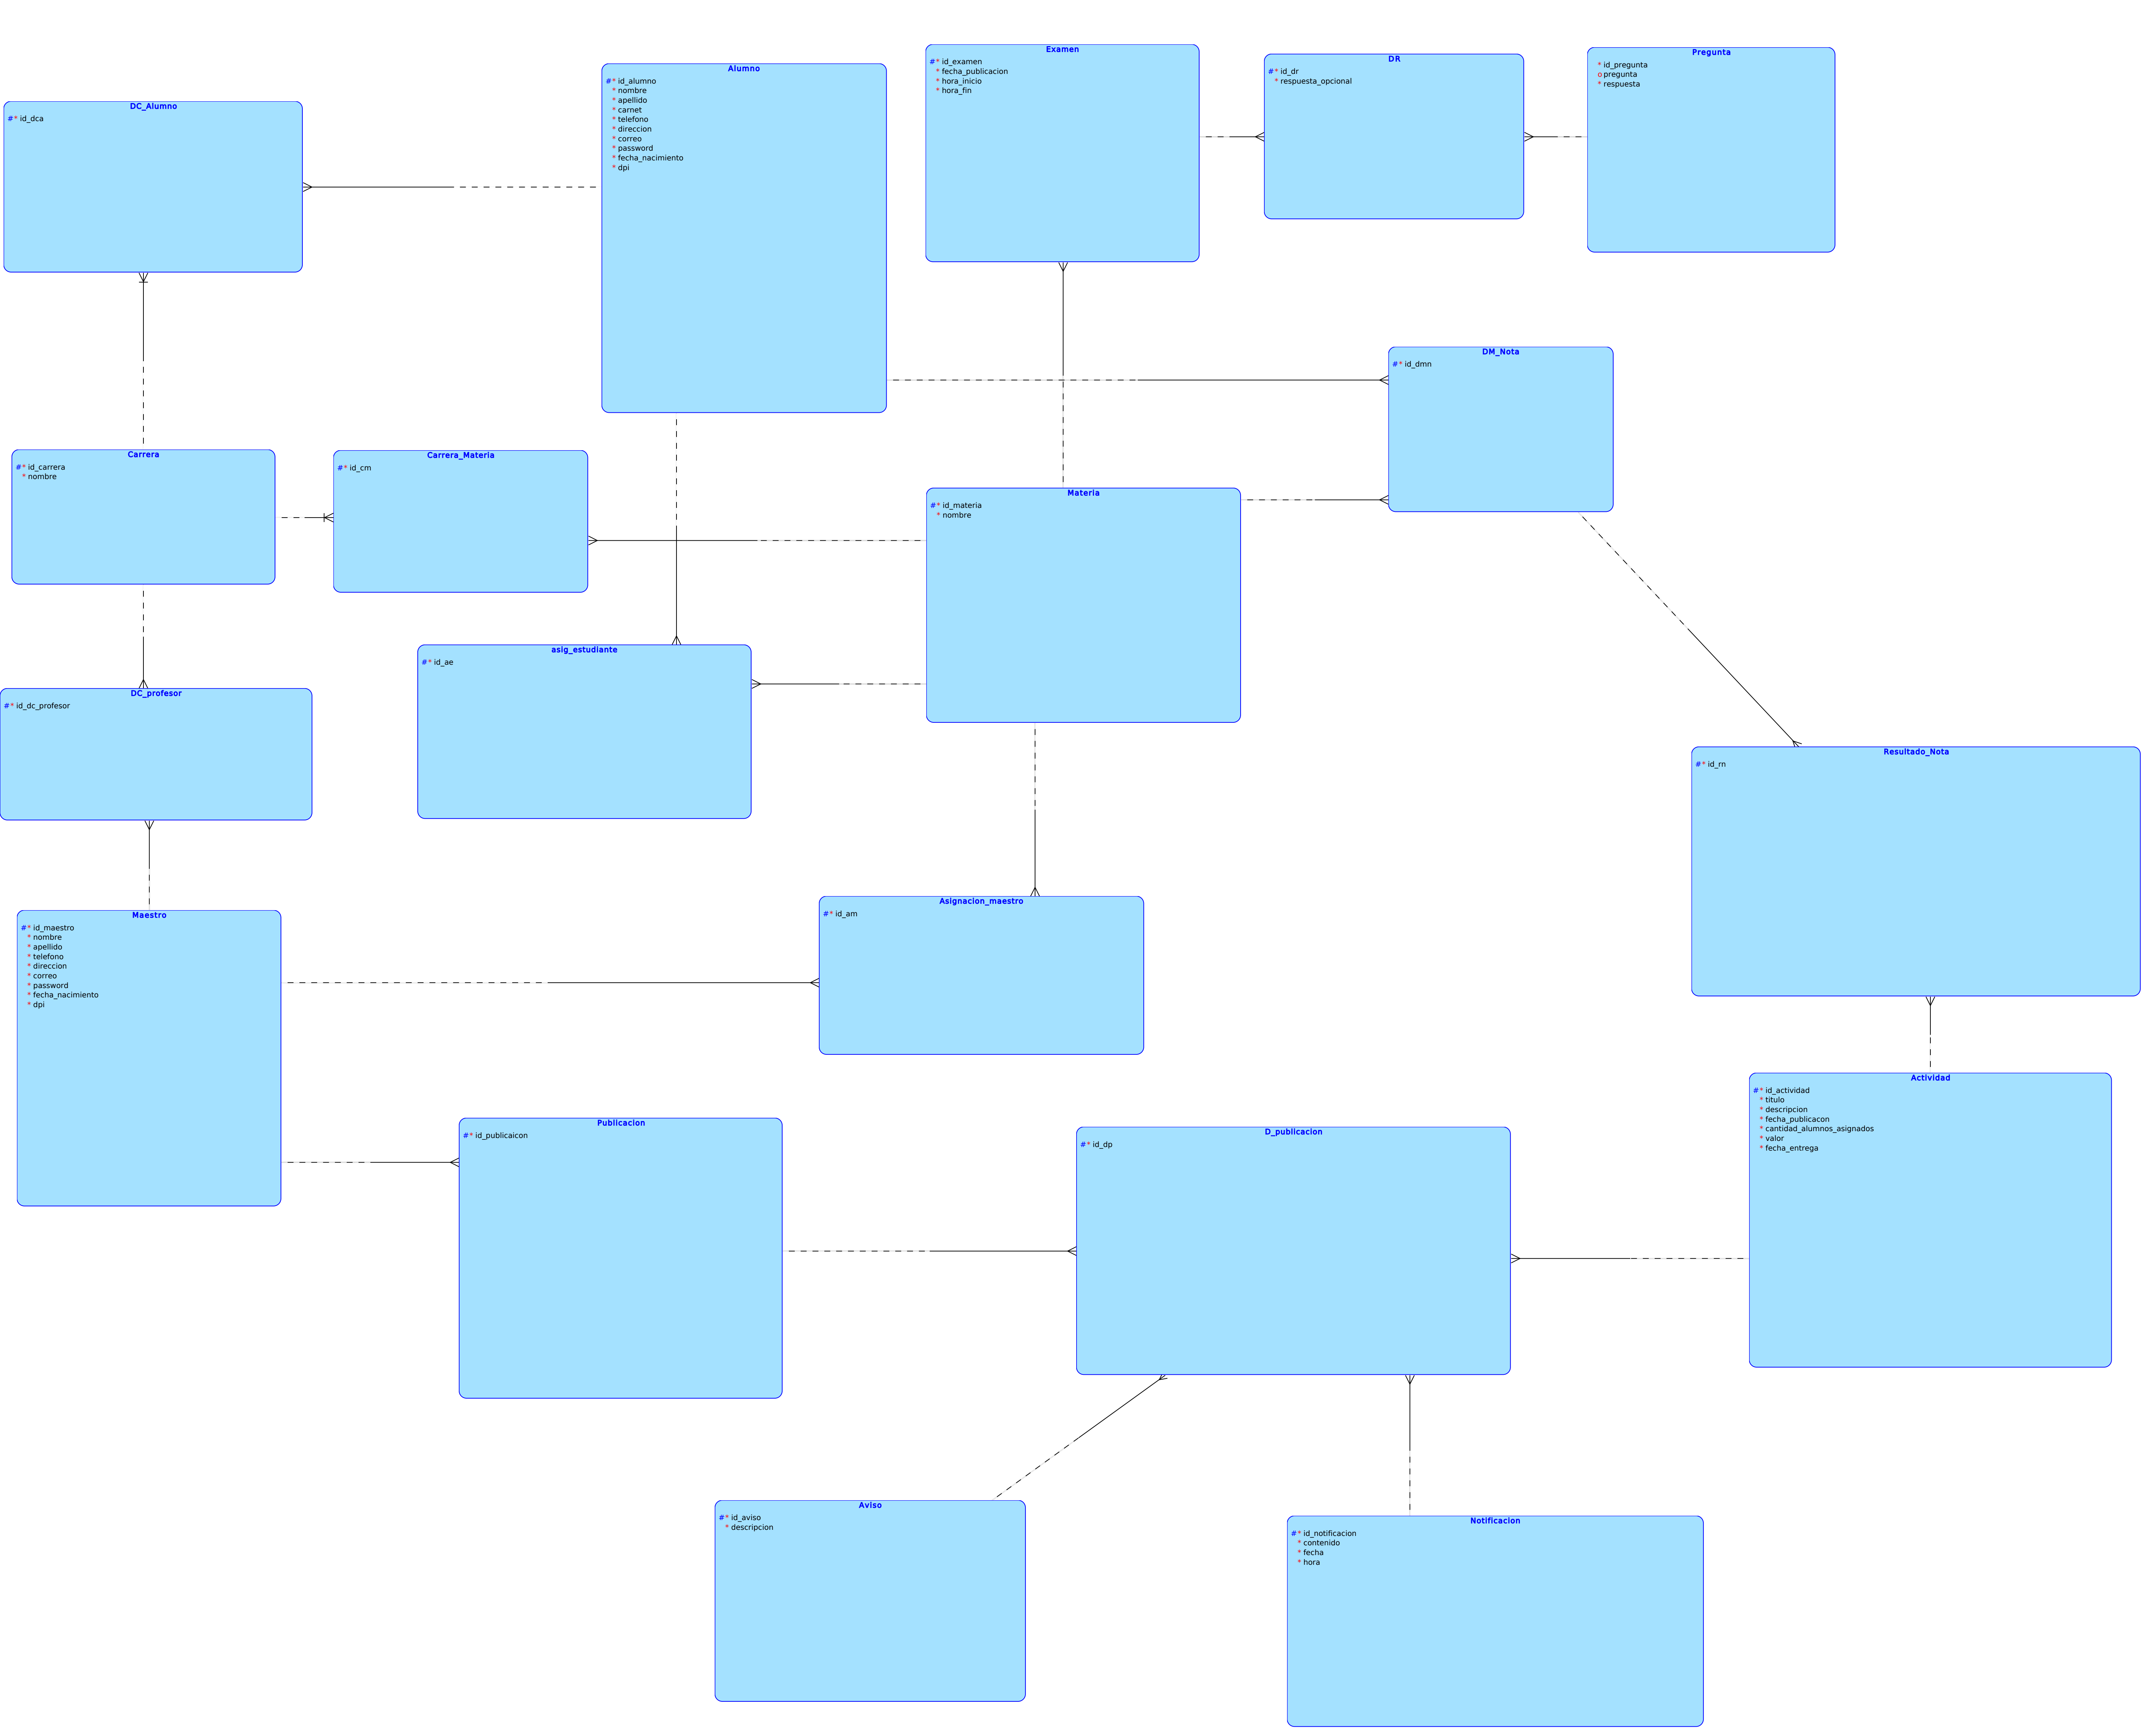 Examen
#* id_examen
* fecha_publicacion
* hora_inicio
* hora_fin
DR
#* id_dr
* respuesta_opcional
Pregunta
* id_pregunta
o pregunta
* respuesta
Alumno
#* id_alumno
* nombre
* apellido
* carnet
* telefono
* direccion
* correo
* password
* fecha_nacimiento
* dpi
DC_Alumno
#* id_dca
DM_Nota
#* id_dmn
Carrera
#* id_carrera
* nombre
Carrera_Materia
#* id_cm
Materia
#* id_materia
* nombre
asig_estudiante
#* id_ae
DC_profesor
#* id_dc_profesor
Resultado_Nota
#* id_rn
Maestro
#* id_maestro
* nombre
* apellido
* telefono
* direccion
* correo
* password
* fecha_nacimiento
* dpi
Asignacion_maestro
#* id_am
Actividad
#* id_actividad
* titulo
* descripcion
* fecha_publicacon
* cantidad_alumnos_asignados
* valor
* fecha_entrega
Publicacion
#* id_publicaicon
D_publicacion
#* id_dp
Aviso
#* id_aviso
* descripcion
Notificacion
#* id_notificacion
* contenido
* fecha
* hora